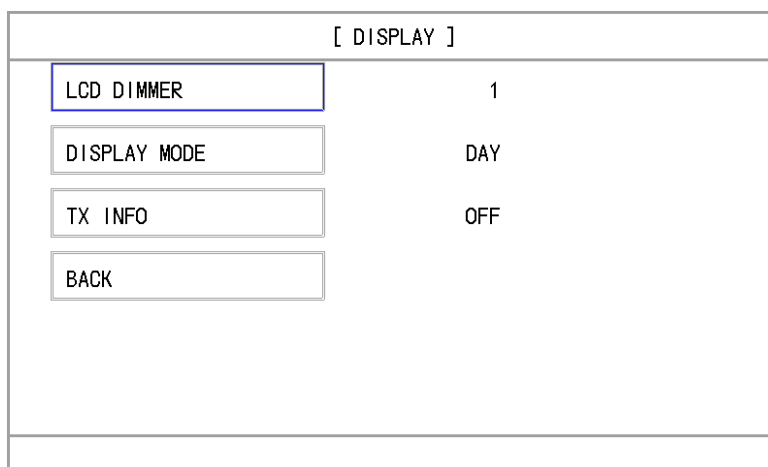 [ DISPLAY ]
LCD DIMMER 1
DISPLAY MODE DAY
TX INFO OFF
BACK